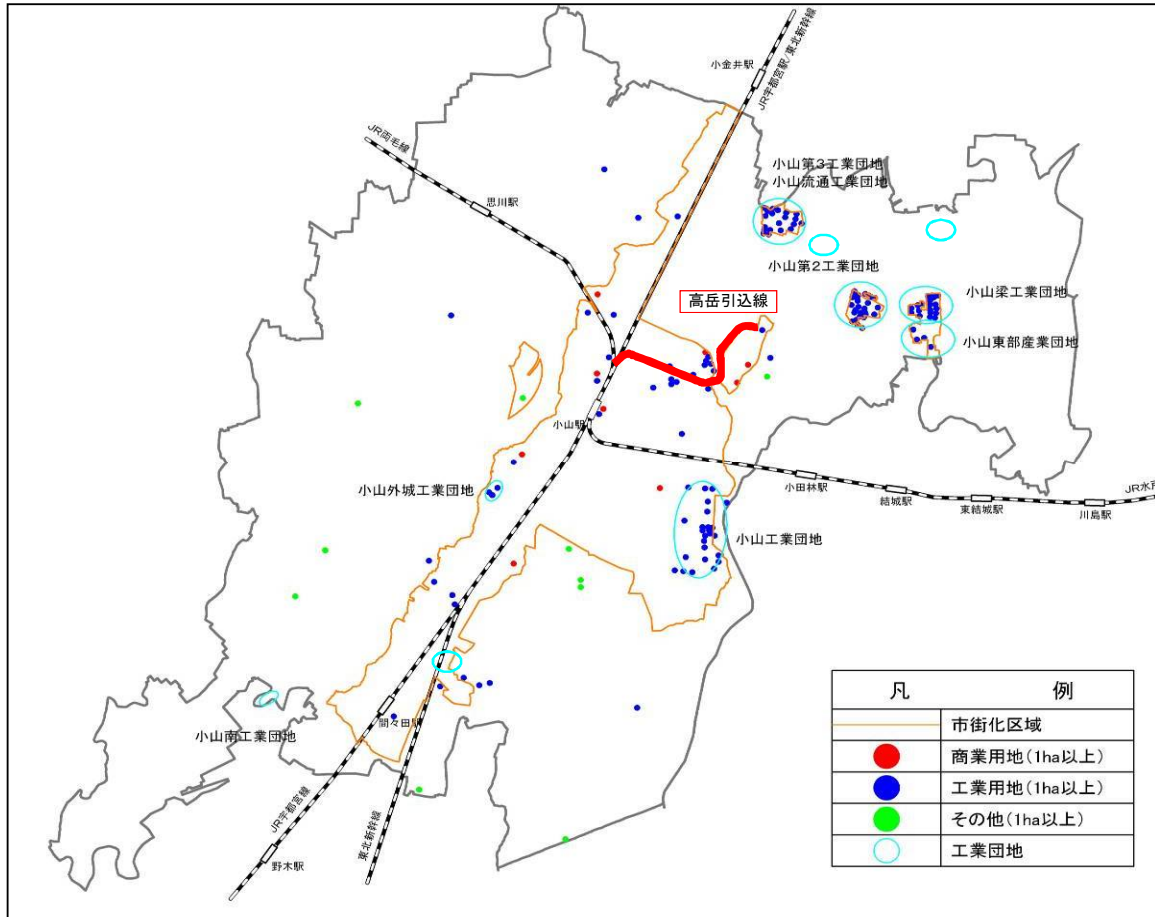 小金井駅
JR宇都宮線/東北新幹線
JR両毛線
思川駅
小山第3工業団地
小山流通工業団地
小山第2工業団地
小山梁工業団地
小山東部産業団地
高岳引込線
小山駅
小田林駅
結城駅
東結城駅
川島駅
JR水戸
小山外城工業団地
小山工業団地
間々田駅
小山南工業団地
JR宇都宮線
東北新幹線
野木駅
凡 例
市街化区域
商業用地(1ha以上)
工業用地(1ha以上)
その他(1ha以上)
工業団地